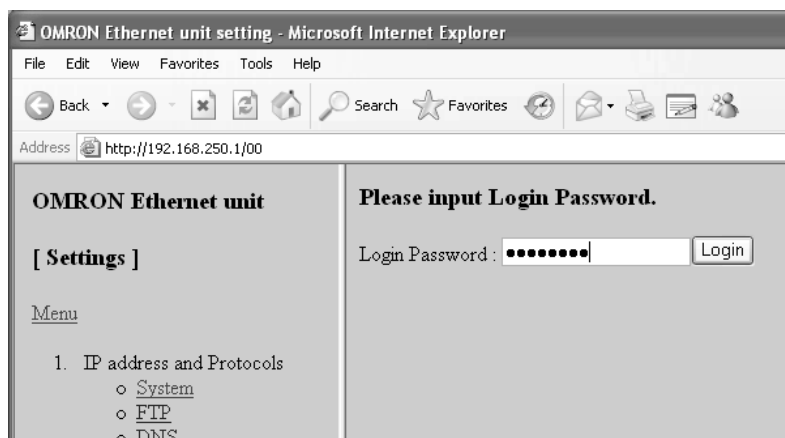 OMRON Ethernet unit setting - Microsoft Internet Explorer
File Edit View Favorites Tools Help
Back Search Favorites
Address http://192.168.250.1/00
OMRON Ethernet unit
[ Settings ]
Menu
1. IP address and Protocols
System
FTP
DNS
Please input Login Password.
Login Password : ●●●●●●●● Login